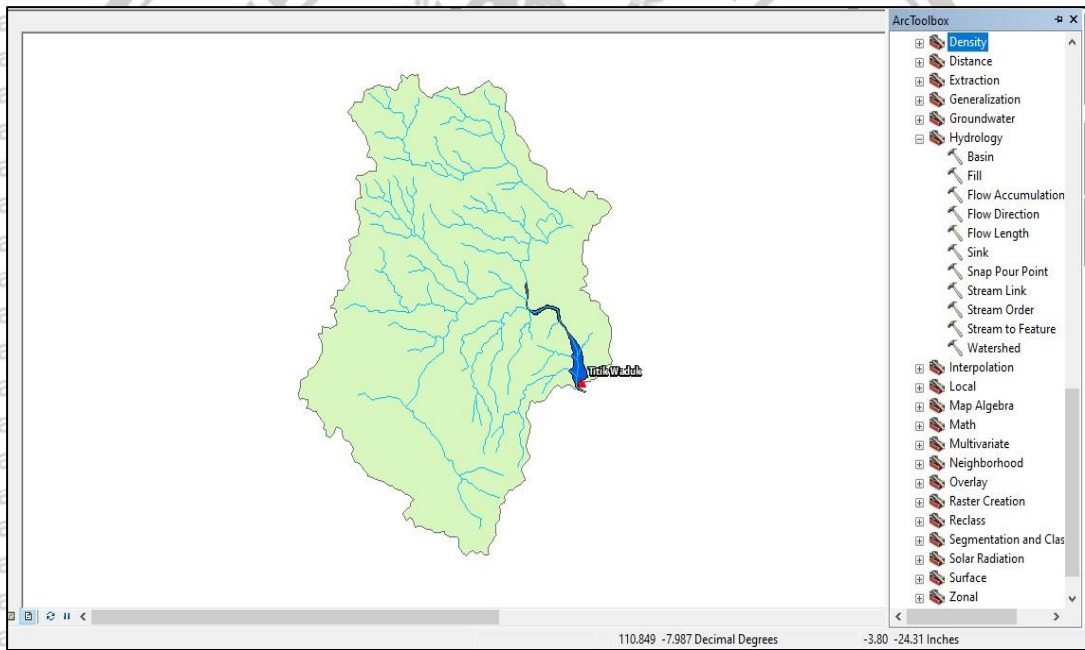 ArcToolbox
Density
Distance
Extraction
Generalization
Groundwater
Hydrology
Basin
Fill
Flow Accumulation
Flow Direction
Flow Length
Sink
Snap Pour Point
Stream Link
Stream Order
Stream to Feature
Watershed
Interpolation
Local
Map Algebra
Math
Multivariate
Neighborhood
Overlay
Raster Creation
Reclass
Segmentation and Clas
Solar Radiation
Surface
Zonal
Titik Waduk
110.849 -7.987 Decimal Degrees
-3.80 -24.31 Inches